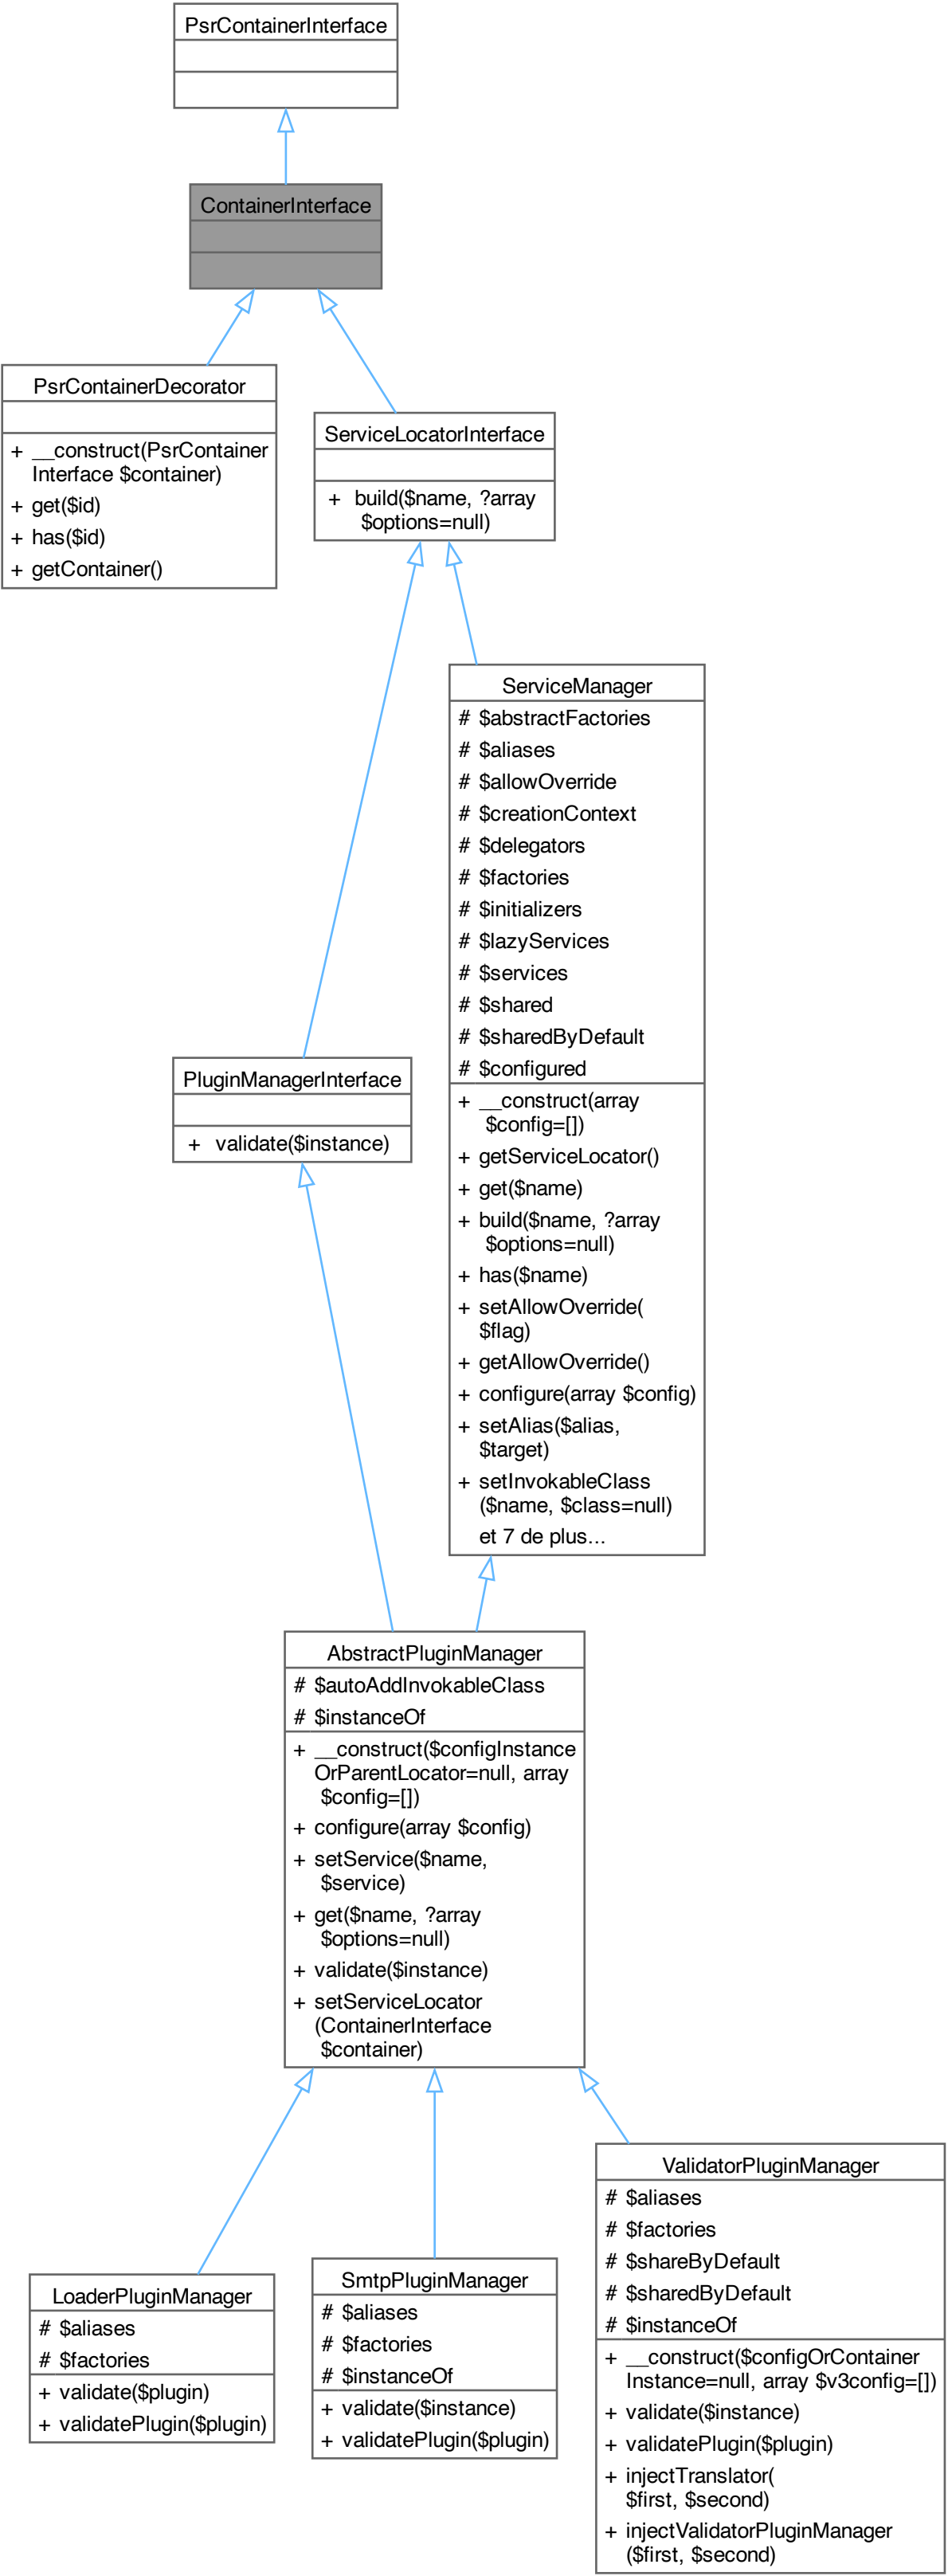 PsrContainerInterface
ContainerInterface
PsrContainerDecorator
+ __construct(PsrContainer
Interface $container)
+ get($id)
+ has($id)
+ getContainer()
ServiceLocatorInterface
+ build($name, ?array
$options=null)
ServiceManager
# $abstractFactories
# $aliases
# $allowOverride
# $creationContext
# $delegators
# $factories
# $initializers
# $lazyServices
# $services
# $shared
# $sharedByDefault
# $configured
+ __construct(array
$config=[])
+ getServiceLocator()
+ get($name)
+ build($name, ?array
$options=null)
+ has($name)
+ setAllowOverride(
$flag)
+ getAllowOverride()
+ configure(array $config)
+ setAlias($alias,
$target)
+ setInvokableClass
($name, $class=null)
et 7 de plus...
PluginManagerInterface
+ validate($instance)
AbstractPluginManager
# $autoAddInvokableClass
# $instanceOf
+ __construct($configInstance
OrParentLocator=null, array
$config=[])
+ configure(array $config)
+ setService($name,
$service)
+ get($name, ?array
$options=null)
+ validate($instance)
+ setServiceLocator
(ContainerInterface
$container)
LoaderPluginManager
# $aliases
# $factories
+ validate($plugin)
+ validatePlugin($plugin)
SmtpPluginManager
# $aliases
# $factories
# $instanceOf
+ validate($instance)
+ validatePlugin($plugin)
ValidatorPluginManager
# $aliases
# $factories
# $shareByDefault
# $sharedByDefault
# $instanceOf
+ __construct($configOrContainer
Instance=null, array $v3config=[])
+ validate($instance)
+ validatePlugin($plugin)
+ injectTranslator(
$first, $second)
+ injectValidatorPluginManager
($first, $second)